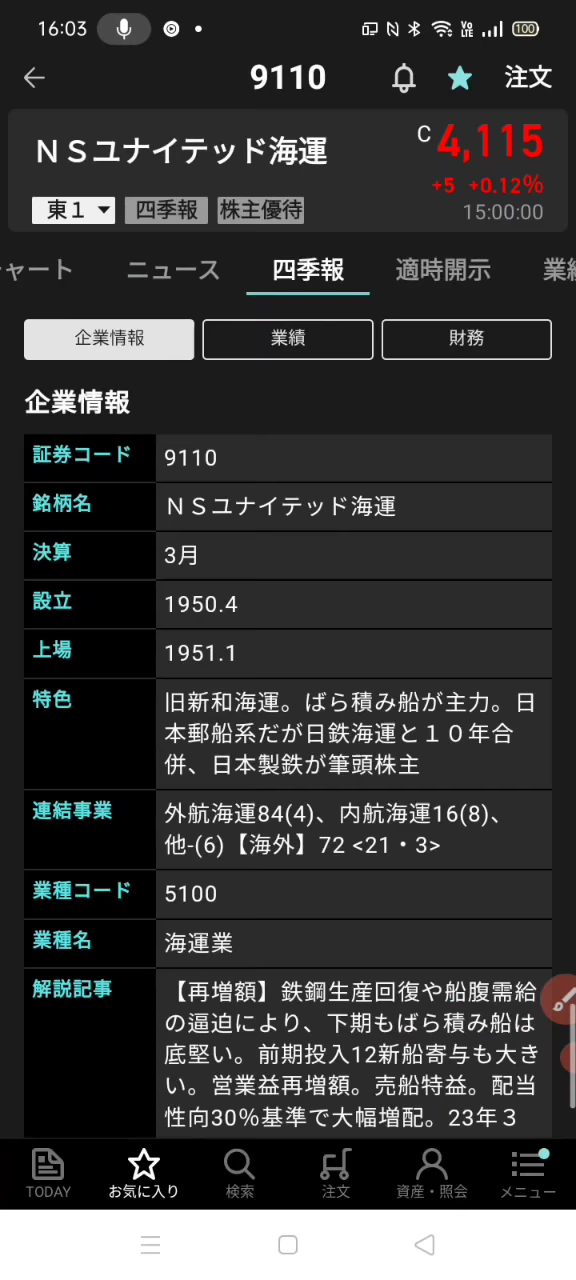 16:03
100
9110
注文
ＮＳユナイテッド海運
C 4,115
+5 +0.12%
東１ 四季報 株主優待
15:00:00
ャート ニュース 四季報 適時開示 業績
企業情報 業績 財務
企業情報
証券コード 9110
銘柄名 ＮＳユナイテッド海運
決算 3月
設立 1950.4
上場 1951.1
特色 旧新和海運。ばら積み船が主力。日
本郵船系だが日鉄海運と１０年合
併、日本製鉄が筆頭株主
連結事業 外航海運84(4)、内航海運16(8)、
他-(6)【海外】72 <21・3>
業種コード 5100
業種名 海運業
解説記事 【再増額】鉄鋼生産回復や船腹需給
の逼迫により、下期もばら積み船は
底堅い。前期投入12新船寄与も大き
い。営業益再増額。売船特益。配当
性向30%基準で大幅増配。23年３
TODAY お気に入り 検索 注文 資産・照会 メニュー